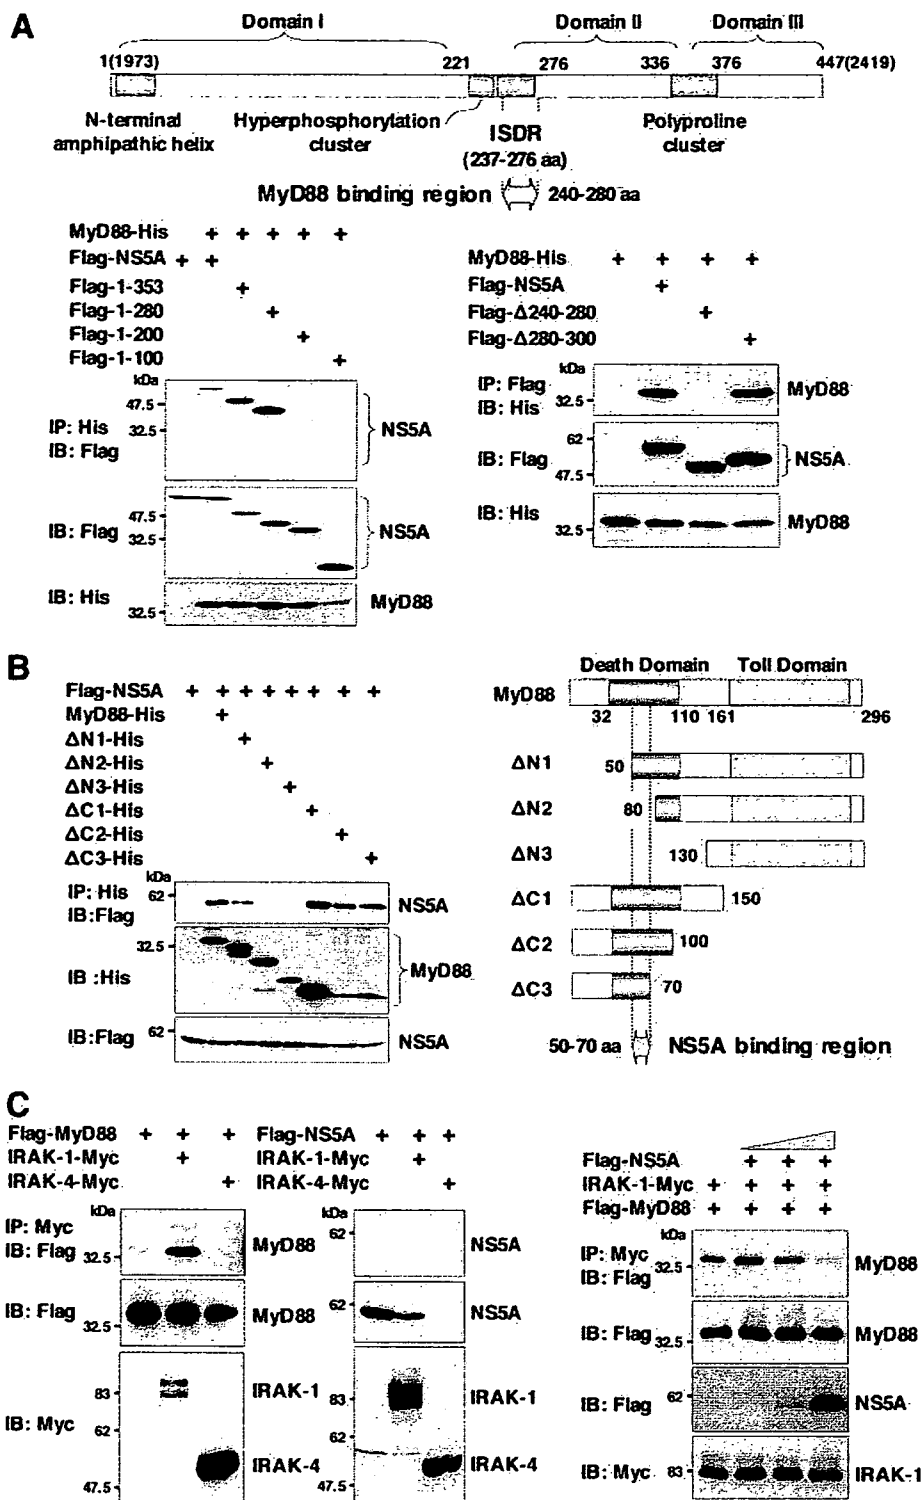 A
Domain I Domain II Domain III
1(1973) 221 276 336 376 447(2419)
N-terminal amphipathic helix
Hyperphosphorylation cluster
ISDR
(237-276 aa)
Polyproline cluster
MyD88 binding region 240-280 aa
MyD88-His + + + + +
Flag-NS5A + +
Flag-1-353 +
Flag-1-280 +
Flag-1-200 +
Flag-1-100 +
kDa
47.5
32.5
IP: His
IB: Flag
NS5A
47.5
32.5
IB: Flag
NS5A
IB: His
32.5
MyD88
MyD88-His + + + +
Flag-NS5A +
Flag-Δ240-280 +
Flag-Δ280-300 +
kDa
IP: Flag
IB: His
32.5
MyD88
62
IB: Flag
47.5
NS5A
IB: His
32.5
MyD88
B
Flag-NS5A + + + + + + + +
MyD88-His +
ΔN1-His +
ΔN2-His +
ΔN3-His +
ΔC1-His +
ΔC2-His +
ΔC3-His +
kDa
IP: His
IB:Flag
62
NS5A
32.5
IB :His
MyD88
62
IB:Flag
NS5A
Death Domain Toll Domain
MyD88
32 110 161 296
ΔN1 50
ΔN2 80
ΔN3 130
ΔC1 150
ΔC2 100
ΔC3 70
50-70 aa NS5A binding region
C
Flag-MyD88 + + +
IRAK-1-Myc +
IRAK-4-Myc +
kDa
IP: Myc
IB: Flag
32.5
MyD88
IB: Flag
32.5
MyD88
83
IB: Myc
62
47.5
IRAK-1
IRAK-4
Flag-NS5A + + +
IRAK-1-Myc +
IRAK-4-Myc +
kDa
62
NS5A
62
NS5A
83
62
47.5
IRAK-1
IRAK-4
Flag-NS5A + + +
IRAK-1-Myc + + + +
Flag-MyD88 + + + +
kDa
IP: Myc
IB: Flag
32.5
MyD88
IB: Flag
32.5
MyD88
62
IB: Flag
NS5A
IB: Myc
83
IRAK-1